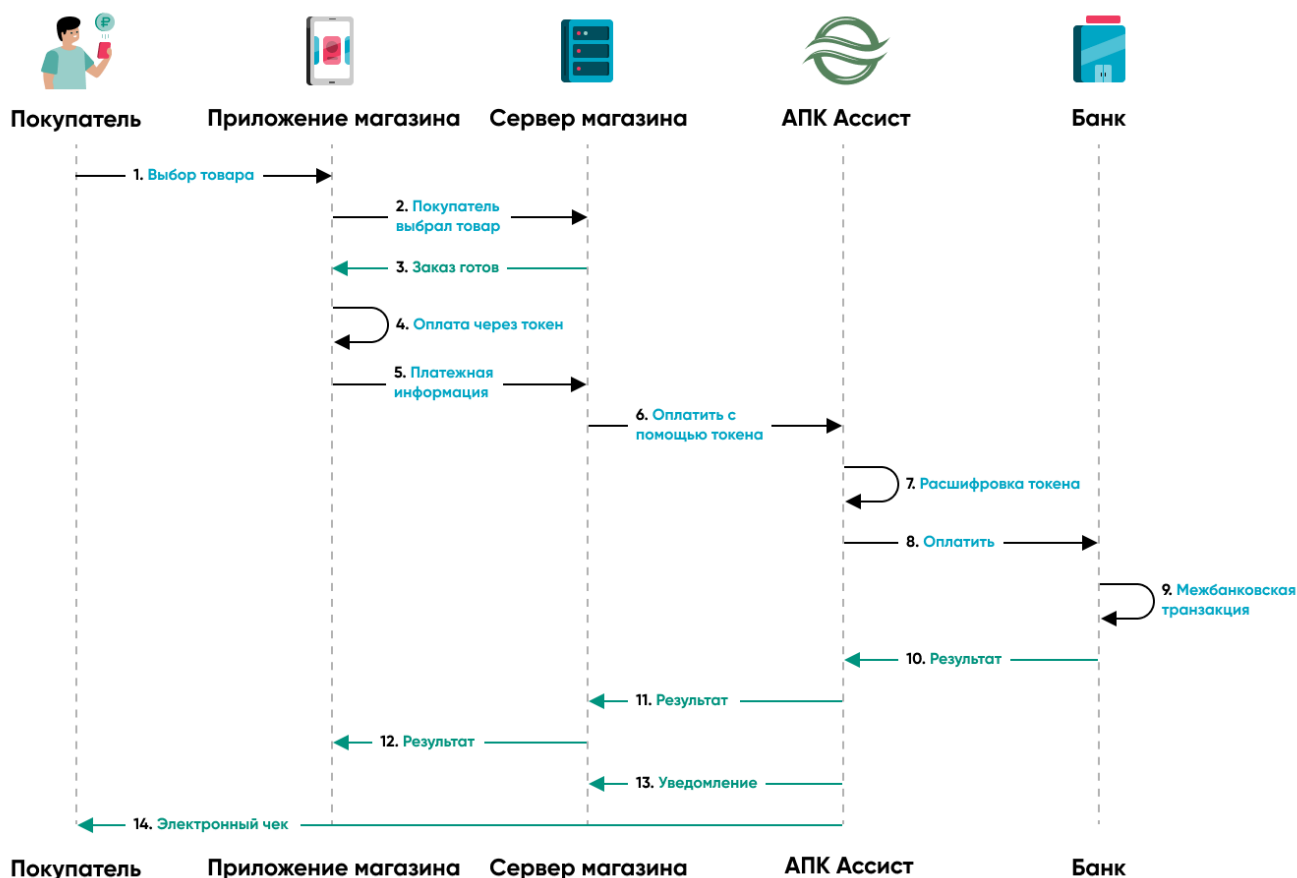 ₽
Покупатель
Приложение магазина
Сервер магазина
АПК Ассист
Банк
1. Выбор товара
2. Покупатель
выбрал товар
3. Заказ готов
4. Оплата через токен
5. Платежная
информация
6. Оплатить с
помощью токена
7. Расшифровка токена
8. Оплатить
9. Межбанковская
транзакция
10. Результат
11. Результат
12. Результат
13. Уведомление
14. Электронный чек
Покупатель
Приложение магазина
Сервер магазина
АПК Ассист
Банк